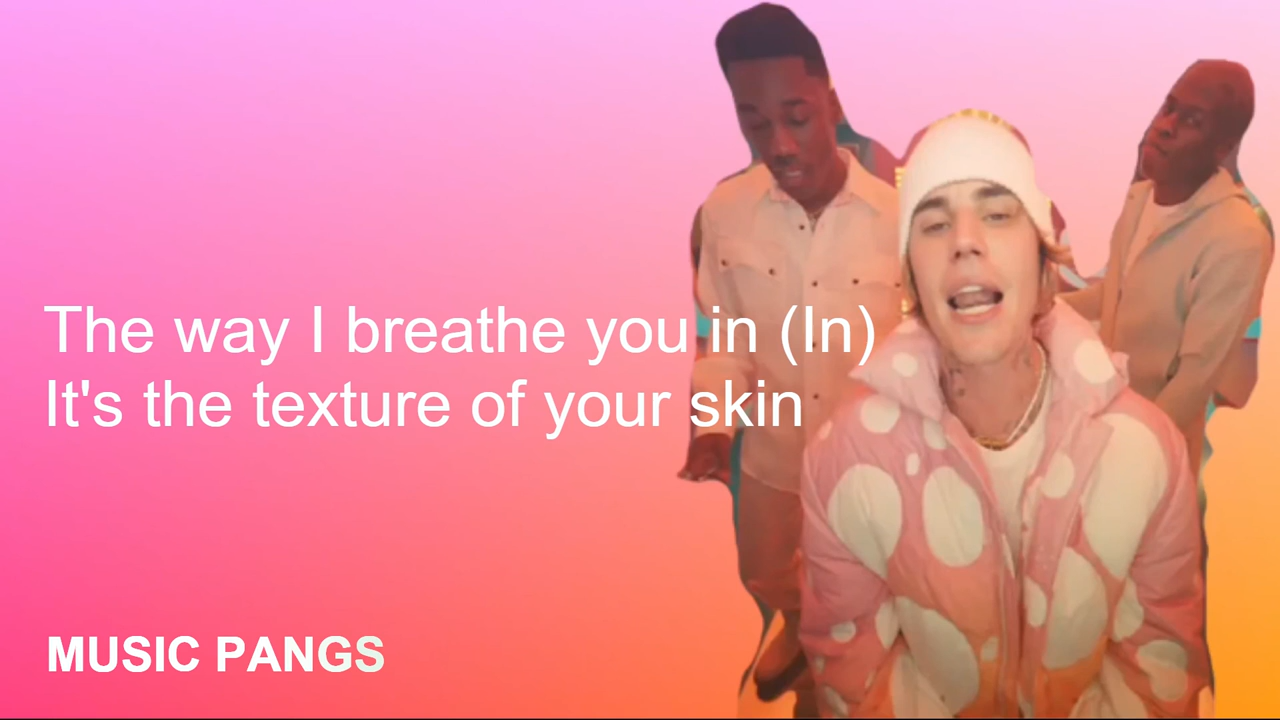 The way I breathe you in (In)
It's the texture of your skin
MUSIC PANGS